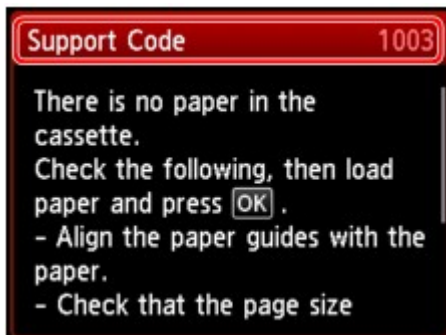 Support Code 1003
There is no paper in the
cassette.
Check the following, then load
paper and press OK .
- Align the paper guides with the
paper.
- Check that the page size